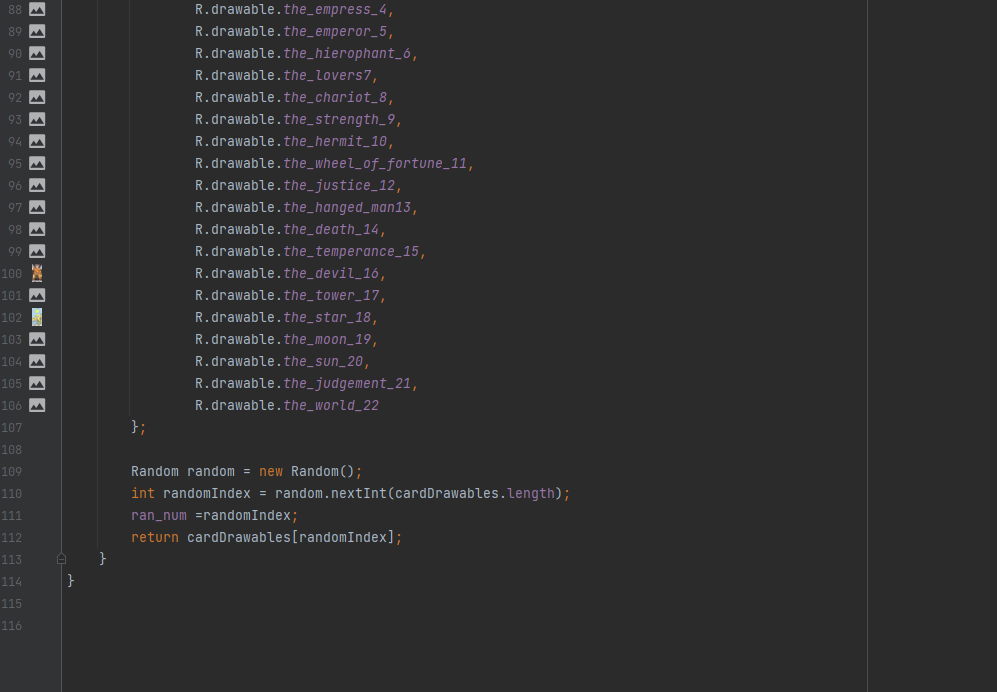 88 R.drawable.the_empress_4,
89 R.drawable.the_emperor_5,
90 R.drawable.the_hierophant_6,
91 R.drawable.the_lovers7,
92 R.drawable.the_chariot_8,
93 R.drawable.the_strength_9,
94 R.drawable.the_hermit_10,
95 R.drawable.the_wheel_of_fortune_11,
96 R.drawable.the_justice_12,
97 R.drawable.the_hanged_man13,
98 R.drawable.the_death_14,
99 R.drawable.the_temperance_15,
100 R.drawable.the_devil_16,
101 R.drawable.the_tower_17,
102 R.drawable.the_star_18,
103 R.drawable.the_moon_19,
104 R.drawable.the_sun_20,
105 R.drawable.the_judgement_21,
106 R.drawable.the_world_22
107 };
108
109 Random random = new Random();
110 int randomIndex = random.nextInt(cardDrawables.length);
111 ran_num =randomIndex;
112 return cardDrawables[randomIndex];
113 }
114 }
115
116